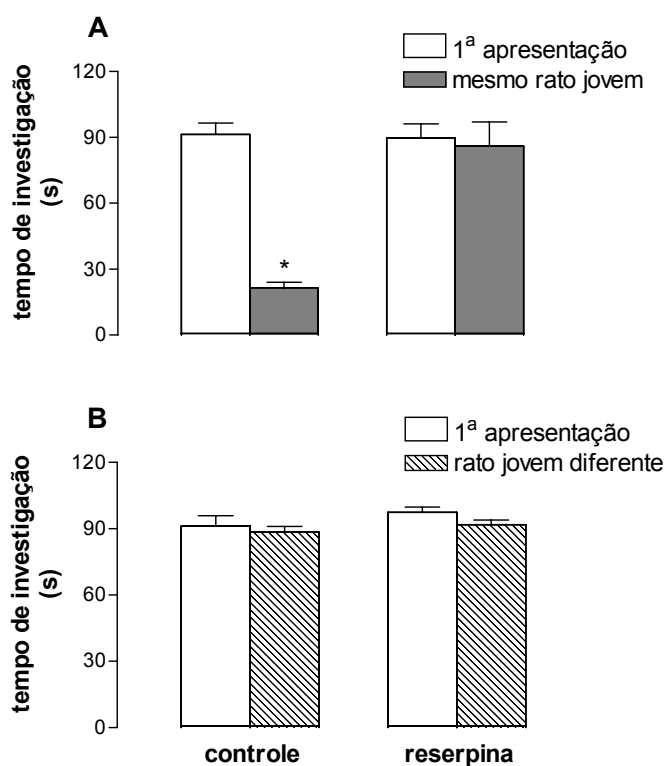 A
1ª apresentação
mesmo rato jovem
tempo de investigação
(s)
120
90
60
30
0
*
B
1ª apresentação
rato jovem diferente
tempo de investigação
(s)
120
90
60
30
0
controle reserpina